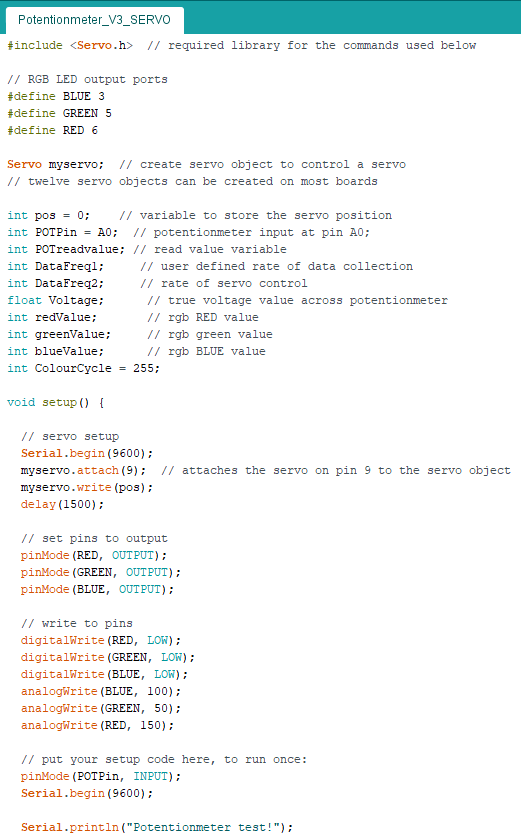 Potentionmeter_V3_SERVO
#include <Servo.h>  // required library for the commands used below
// RGB LED output ports
#define BLUE 3
#define GREEN 5
#define RED 6
Servo myservo;  // create servo object to control a servo
// twelve servo objects can be created on most boards
int pos = 0;    // variable to store the servo position
int POTPin = A0;  // potentionmeter input at pin A0;
int POTreadvalue; // read value variable
int DataFreq1;     // user defined rate of data collection
int DataFreq2;     // rate of servo control
float Voltage;      // true voltage value across potentionmeter
int redValue;       // rgb RED value
int greenValue;     // rgb green value
int blueValue;      // rgb BLUE value
int ColourCycle = 255;
void setup() {
  // servo setup
  Serial.begin(9600);
  myservo.attach(9);  // attaches the servo on pin 9 to the servo object
  myservo.write(pos);
  delay(1500);
  // set pins to output
  pinMode(RED, OUTPUT);
  pinMode(GREEN, OUTPUT);
  pinMode(BLUE, OUTPUT);
  // write to pins
  digitalWrite(RED, LOW);
  digitalWrite(GREEN, LOW);
  digitalWrite(BLUE, LOW);
  analogWrite(BLUE, 100);
  analogWrite(GREEN, 50);
  analogWrite(RED, 150);
  // put your setup code here, to run once:
  pinMode(POTPin, INPUT);
  Serial.begin(9600);
  Serial.println("Potentionmeter test!");